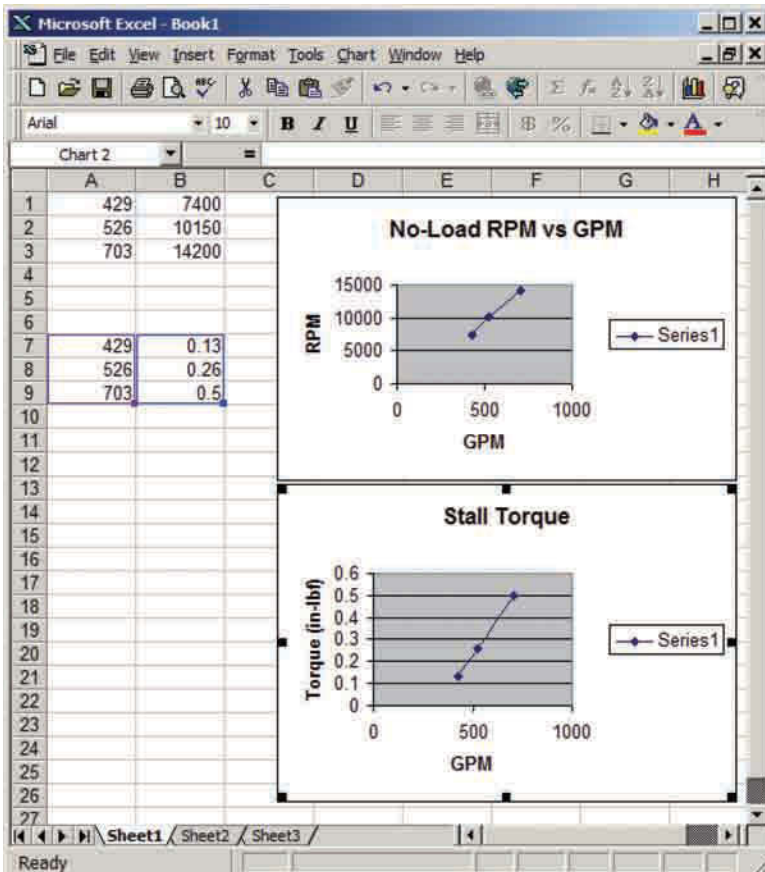 Microsoft Excel - Book1
File Edit View Insert Format Tools Chart Window Help
Arial 10 B I U
Chart 2 =
A B C D E F G H
1 429 7400
2 526 10150
3 703 14200
4
5
6
7 429 0.13
8 526 0.26
9 703 0.5
10
11
12
13
14
15
16
17
18
19
20
21
22
23
24
25
26
27
No-Load RPM vs GPM
15000
10000
5000
0
RPM
0 500 1000
GPM
Series1
Stall Torque
0.6
0.5
0.4
0.3
0.2
0.1
0
Torque (in-lbf)
0 500 1000
GPM
Series1
Sheet1 Sheet2 Sheet3
Ready